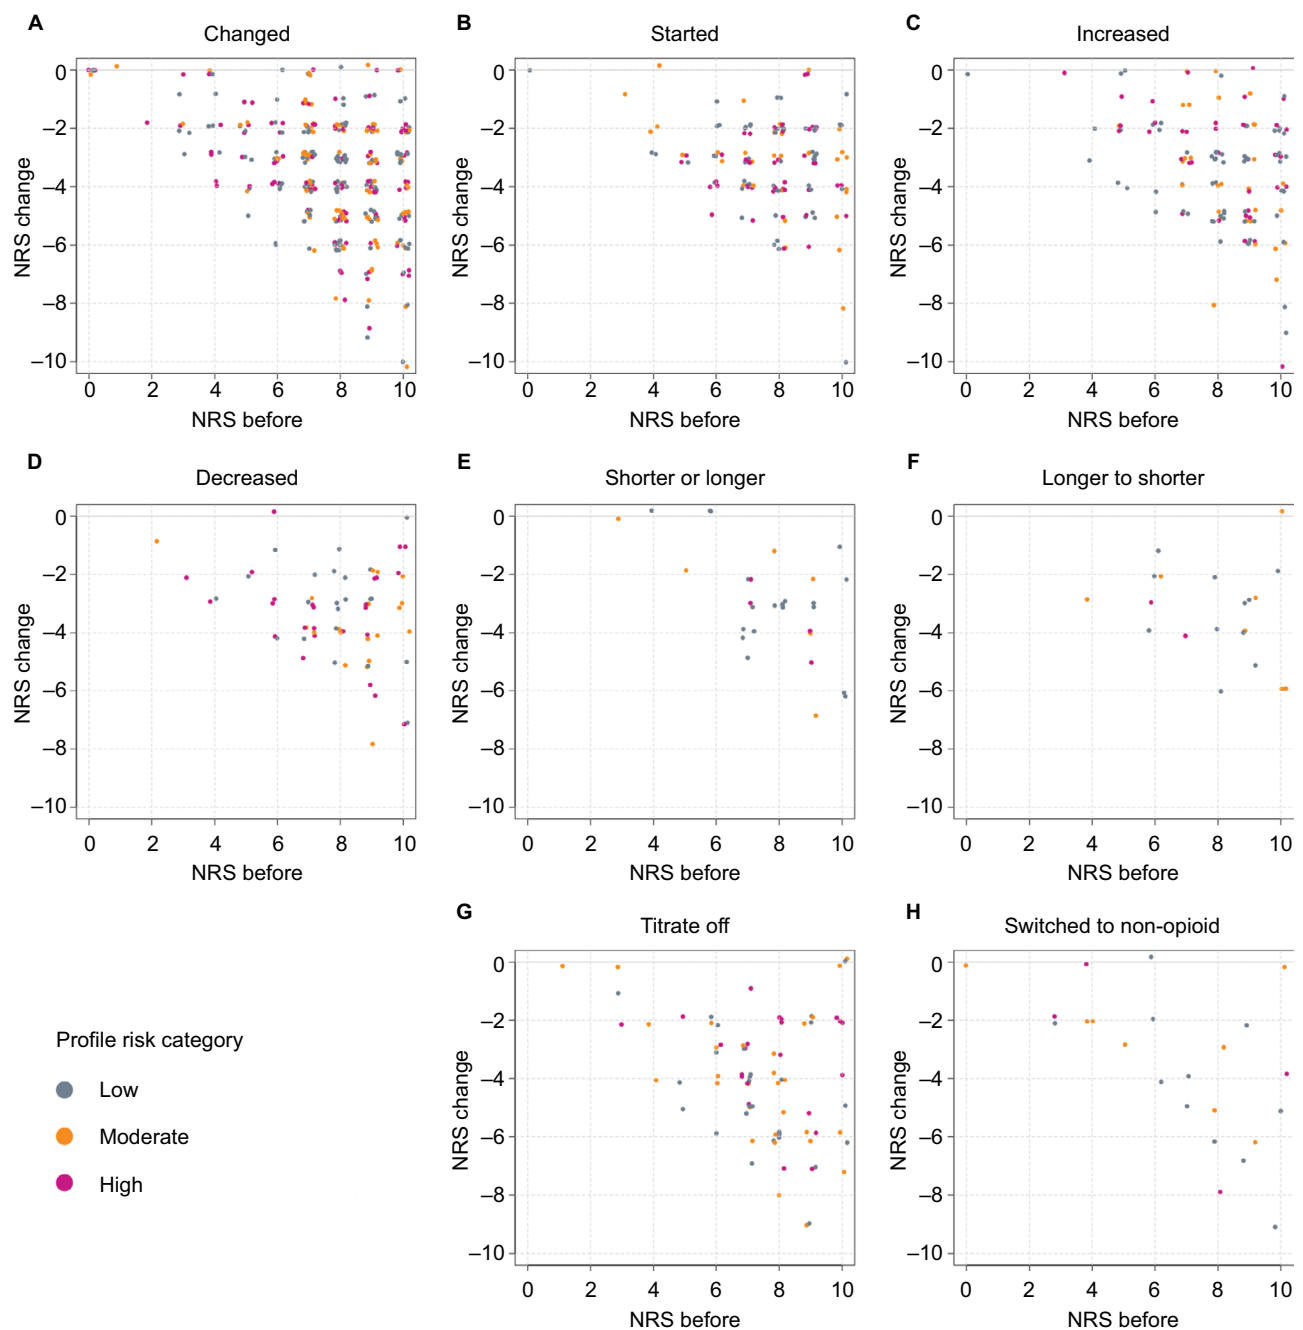 A Changed
B Started
C Increased
NRS change
0
–2
–4
–6
–8
–10
0 2 4 6 8 10
NRS before
NRS change
0
–2
–4
–6
–8
–10
0 2 4 6 8 10
NRS before
NRS change
0
–2
–4
–6
–8
–10
0 2 4 6 8 10
NRS before
D Decreased
E Shorter or longer
F Longer to shorter
NRS change
0
–2
–4
–6
–8
–10
0 2 4 6 8 10
NRS before
NRS change
0
–2
–4
–6
–8
–10
0 2 4 6 8 10
NRS before
NRS change
0
–2
–4
–6
–8
–10
0 2 4 6 8 10
NRS before
Profile risk category
Low
Moderate
High
G Titrate off
H Switched to non-opioid
NRS change
0
–2
–4
–6
–8
–10
0 2 4 6 8 10
NRS before
NRS change
0
–2
–4
–6
–8
–10
0 2 4 6 8 10
NRS before